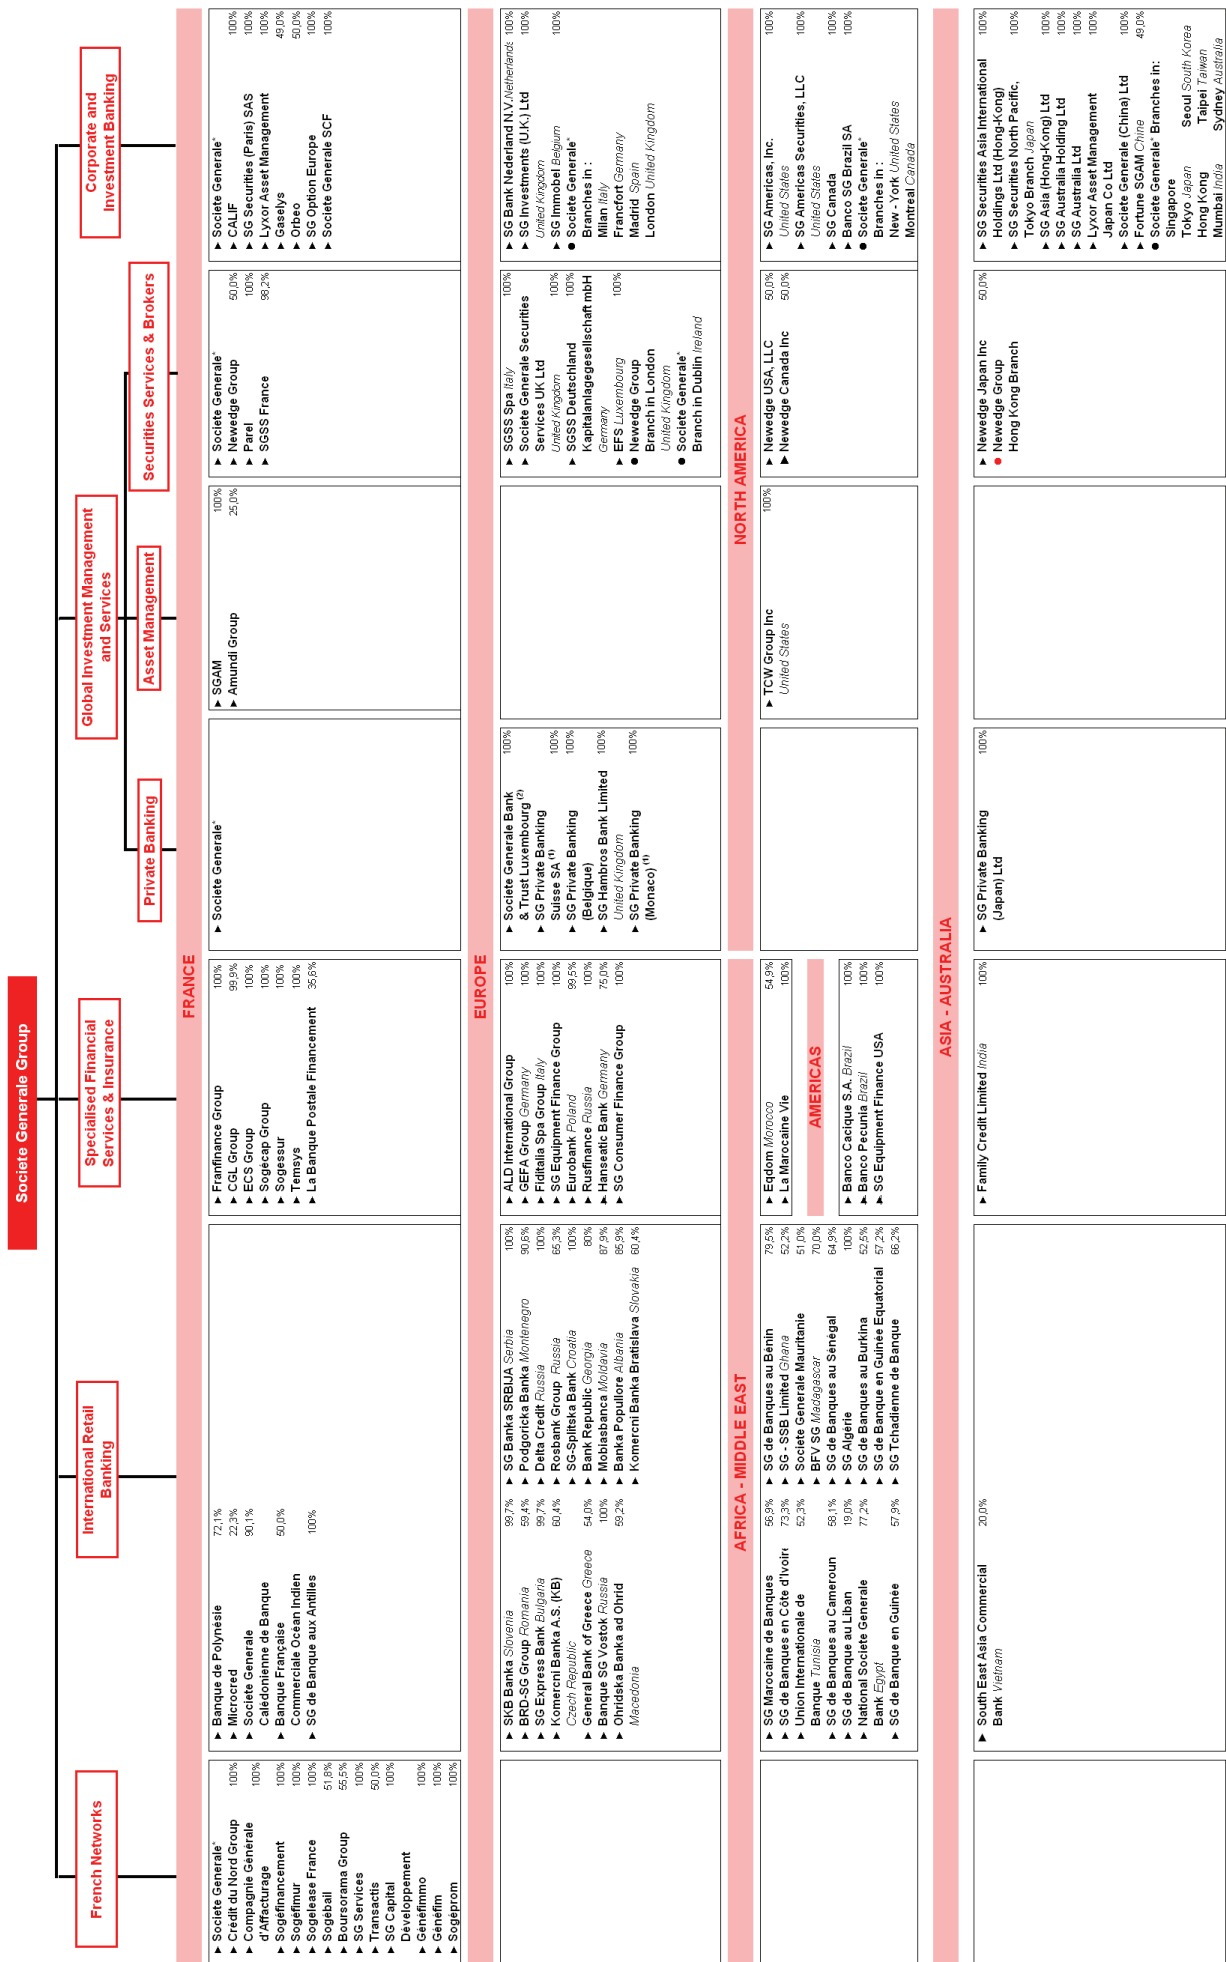 Societe Generale Group
French Networks
International Retail
Banking
Specialised Financial
Services & Insurance
Global Investment Management
and Services
Corporate and
Investment Banking
Private Banking
Asset Management
Securities Services & Brokers
FRANCE
► Societe Generale*
► Crédit du Nord Group 100%
► Compagnie Générale 100%
d'Affacturage
► Sogéfinancement 100%
► Sogéfimur 100%
► Sogelease France 100%
► Sogébail 51,8%
► Boursorama Group 55,5%
► SG Services 100%
► Transactis 50,0%
► SG Capital 100%
Développement
► Généfimmo 100%
► Généfim 100%
► Sogéprom 100%
► Banque de Polynésie 72,1%
► Microcred 22,3%
► Societe Generale 90,1%
Calédonienne de Banque
► Banque Française 50,0%
Commerciale Océan Indien
► SG de Banque aux Antilles 100%
► Franfinance Group 100%
► CGL Group 99,9%
► ECS Group 100%
► Sogécap Group 100%
► Sogessur 100%
► Temsys 100%
► La Banque Postale Financement 35,6%
► Societe Generale*
► SGAM 100%
► Amundi Group 25,0%
► Societe Generale*
► Newedge Group 50,0%
► Parel 100%
► SGSS France 98,2%
► Societe Generale*
► CALIF 100%
► SG Securities (Paris) SAS 100%
► Lyxor Asset Management 100%
► Gaselys 49,0%
► Orbeo 50,0%
► SG Option Europe 100%
► Societe Generale SCF 100%
EUROPE
► SKB Banka Slovenia 99,7%
► BRD-SG Group Romania 59,4%
► SG Express Bank Bulgaria 99,7%
► Komercni Banka A.S. (KB) 60,4%
Czech Republic
► General Bank of Greece Greece 54,0%
► Banque SG Vostok Russia 100%
► Ohridska Banka ad Ohrid 59,2%
Macedonia
► SG Banka SRBIJA Serbia 100%
► Podgoricka Banka Montenegro 90,6%
► Delta Credit Russia 100%
► Rosbank Group Russia 65,3%
► SG-Splitska Bank Croatia 100%
► Bank Republic Georgia 80%
► Mobiasbanca Moldavia 87,9%
► Banka Popullore Albania 85,9%
► Komercni Banka Bratislava Slovakia 60,4%
► ALD International Group 100%
► GEFA Group Germany 100%
► Fiditalia Spa Group Italy 100%
► SG Equipment Finance Group 100%
► Eurobank Poland 99,5%
► Rusfinance Russia 100%
► Hanseatic Bank Germany 75,0%
► SG Consumer Finance Group 100%
► Societe Generale Bank 100%
& Trust Luxembourg (2)
► SG Private Banking 100%
Suisse SA (1)
► SG Private Banking 100%
(Belgique)
► SG Hambros Bank Limited 100%
United Kingdom
► SG Private Banking 100%
(Monaco) (1)
► SGSS Spa Italy 100%
► Societe Generale Securities
Services UK Ltd
United Kingdom 100%
► SGSS Deutschland 100%
Kapitalanlagegesellschaft mbH
Germany
► EFS Luxembourg 100%
● Newedge Group
Branch in London
United Kingdom
● Societe Generale*
Branch in Dublin Ireland
► SG Bank Nederland N.V. Netherlands 100%
► SG Investments (U.K.) Ltd 100%
United Kingdom
► SG Immobel Belgium 100%
● Societe Generale*
Branches in :
Milan Italy
Francfort Germany
Madrid Spain
London United Kingdom
AFRICA - MIDDLE EAST
NORTH AMERICA
► SG Marocaine de Banques 56,9%
► SG de Banques en Côte d'Ivoire 73,3%
► Union Internationale de 52,3%
Banque Tunisia
► SG de Banques au Cameroun 58,1%
► SG de Banque au Liban 19,0%
► National Societe Generale 77,2%
Bank Egypt
► SG de Banque en Guinée 57,9%
► SG de Banques au Bénin 79,5%
► SG - SSB Limited Ghana 52,2%
► Societe Generale Mauritanie 51,0%
► BFV SG Madagascar 70,0%
► SG de Banques au Sénégal 64,9%
► SG Algérie 100%
► SG de Banques au Burkina 52,5%
► SG de Banque en Guinée Equatorial 57,2%
► SG Tchadienne de Banque 66,2%
► Eqdom Morocco 54,9%
► La Marocaine Vie 100%
AMERICAS
► Banco Cacique S.A. Brazil 100%
► Banco Pecunia Brazil 100%
► SG Equipment Finance USA 100%
► TCW Group Inc 100%
United States
► Newedge USA, LLC 50,0%
► Newedge Canada Inc 50,0%
► SG Americas, Inc. 100%
United States
► SG Americas Securities, LLC 100%
United States
► SG Canada 100%
► Banco SG Brazil SA 100%
● Societe Generale*
Branches in :
New - York United States
Montreal Canada
ASIA - AUSTRALIA
► South East Asia Commercial 20,0%
Bank Vietnam
► Family Credit Limited India 100%
► SG Private Banking 100%
(Japan) Ltd
► Newedge Japan Inc 50,0%
● Newedge Group
Hong Kong Branch
► SG Securities Asia International 100%
Holdings Ltd (Hong-Kong)
► SG Securities North Pacific, 100%
Tokyo Branch Japan
► SG Asia (Hong-Kong) Ltd 100%
► SG Australia Holding Ltd 100%
► SG Australia Ltd 100%
► Lyxor Asset Management 100%
Japan Co Ltd
► Societe Generale (China) Ltd 100%
► Fortune SGAM Chine 49,0%
● Societe Generale* Branches in:
Singapore
Tokyo Japan Seoul South Korea
Hong Kong Taipei Taiwan
Mumbai India Sydney Australia